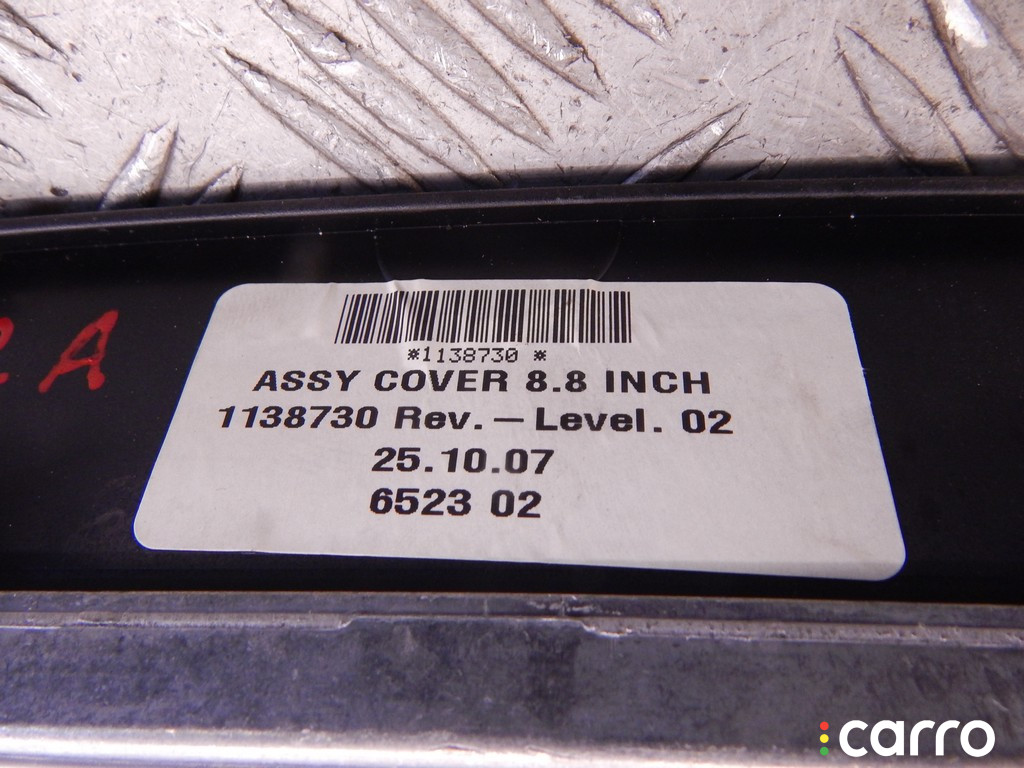 *1138730 *
ASSY COVER 8.8 INCH
1138730 Rev. – Level. 02
25.10.07
6523 02
A
carro